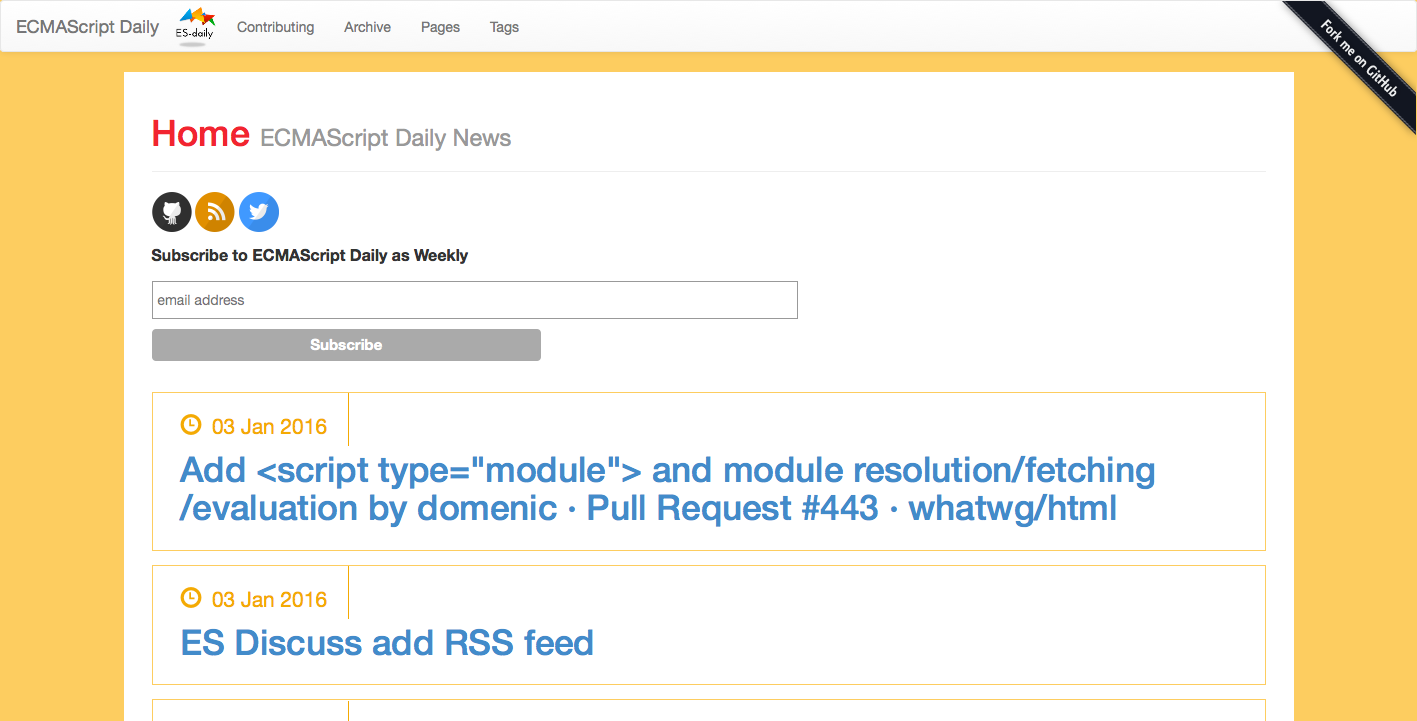 ECMAScript Daily ES-daily Contributing Archive Pages Tags
Fork me on GitHub
Home ECMAScript Daily News
Subscribe to ECMAScript Daily as Weekly
email address
Subscribe
03 Jan 2016
Add <script type="module"> and module resolution/fetching
/evaluation by domenic · Pull Request #443 · whatwg/html
03 Jan 2016
ES Discuss add RSS feed